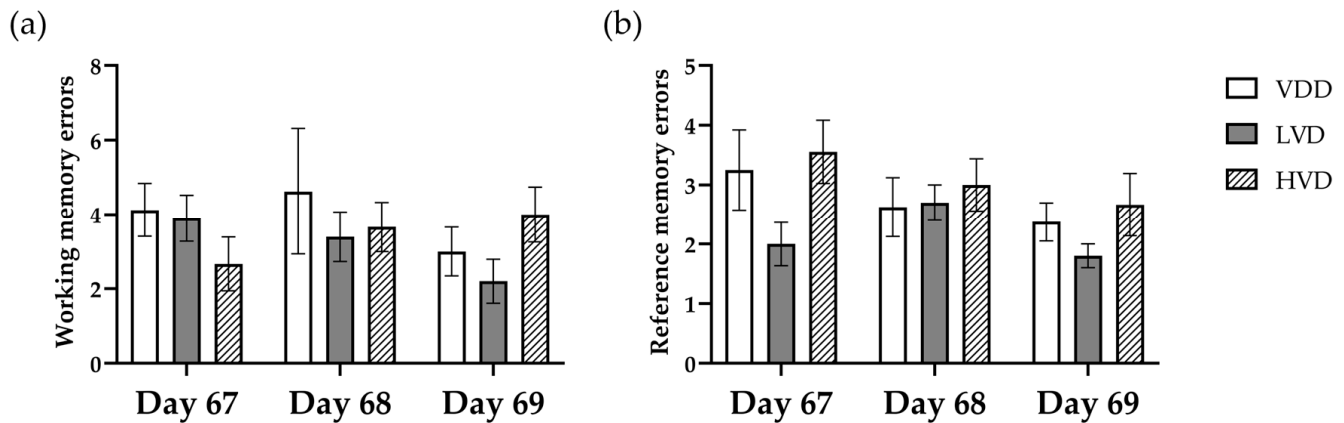 (a)
Working memory errors
8
6
4
2
0
Day 67 Day 68 Day 69
(b)
Reference memory errors
5
4
3
2
1
0
Day 67 Day 68 Day 69
VDD
LVD
HVD